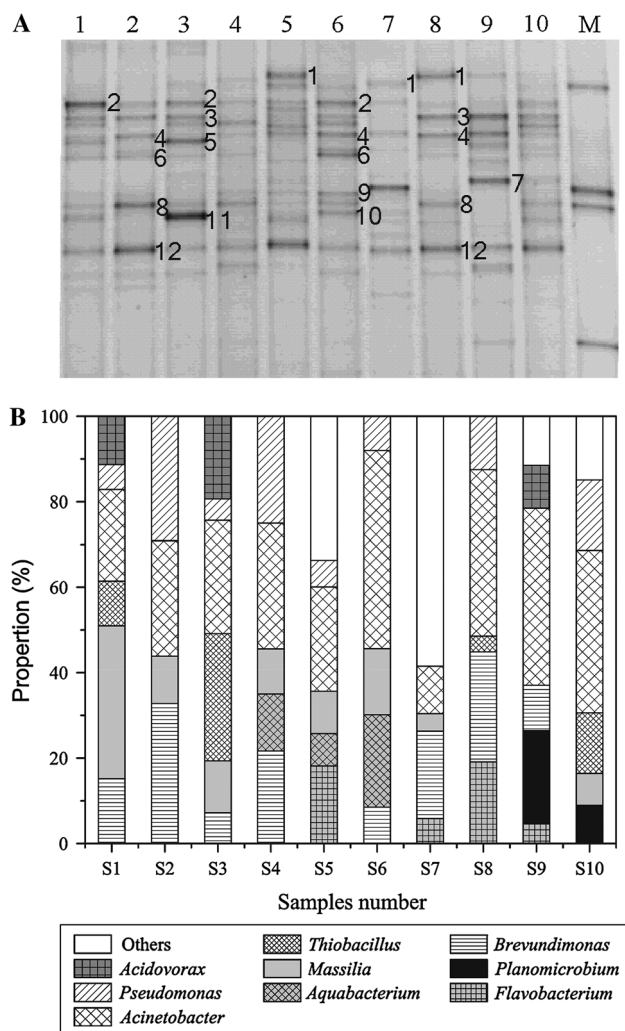 A
1 2 3 4 5 6 7 8 9 10 M
1 1 1
2 2 2
3 3
4 5 4 4
6 6
7
8 9 8
11 10
12 12
B
Propertion (%)
100
80
60
40
20
0
S1 S2 S3 S4 S5 S6 S7 S8 S9 S10
Samples number
Others Thiobacillus Brevundimonas
Acidovorax Massilia Planomicrobium
Pseudomonas Aquabacterium Flavobacterium
Acinetobacter